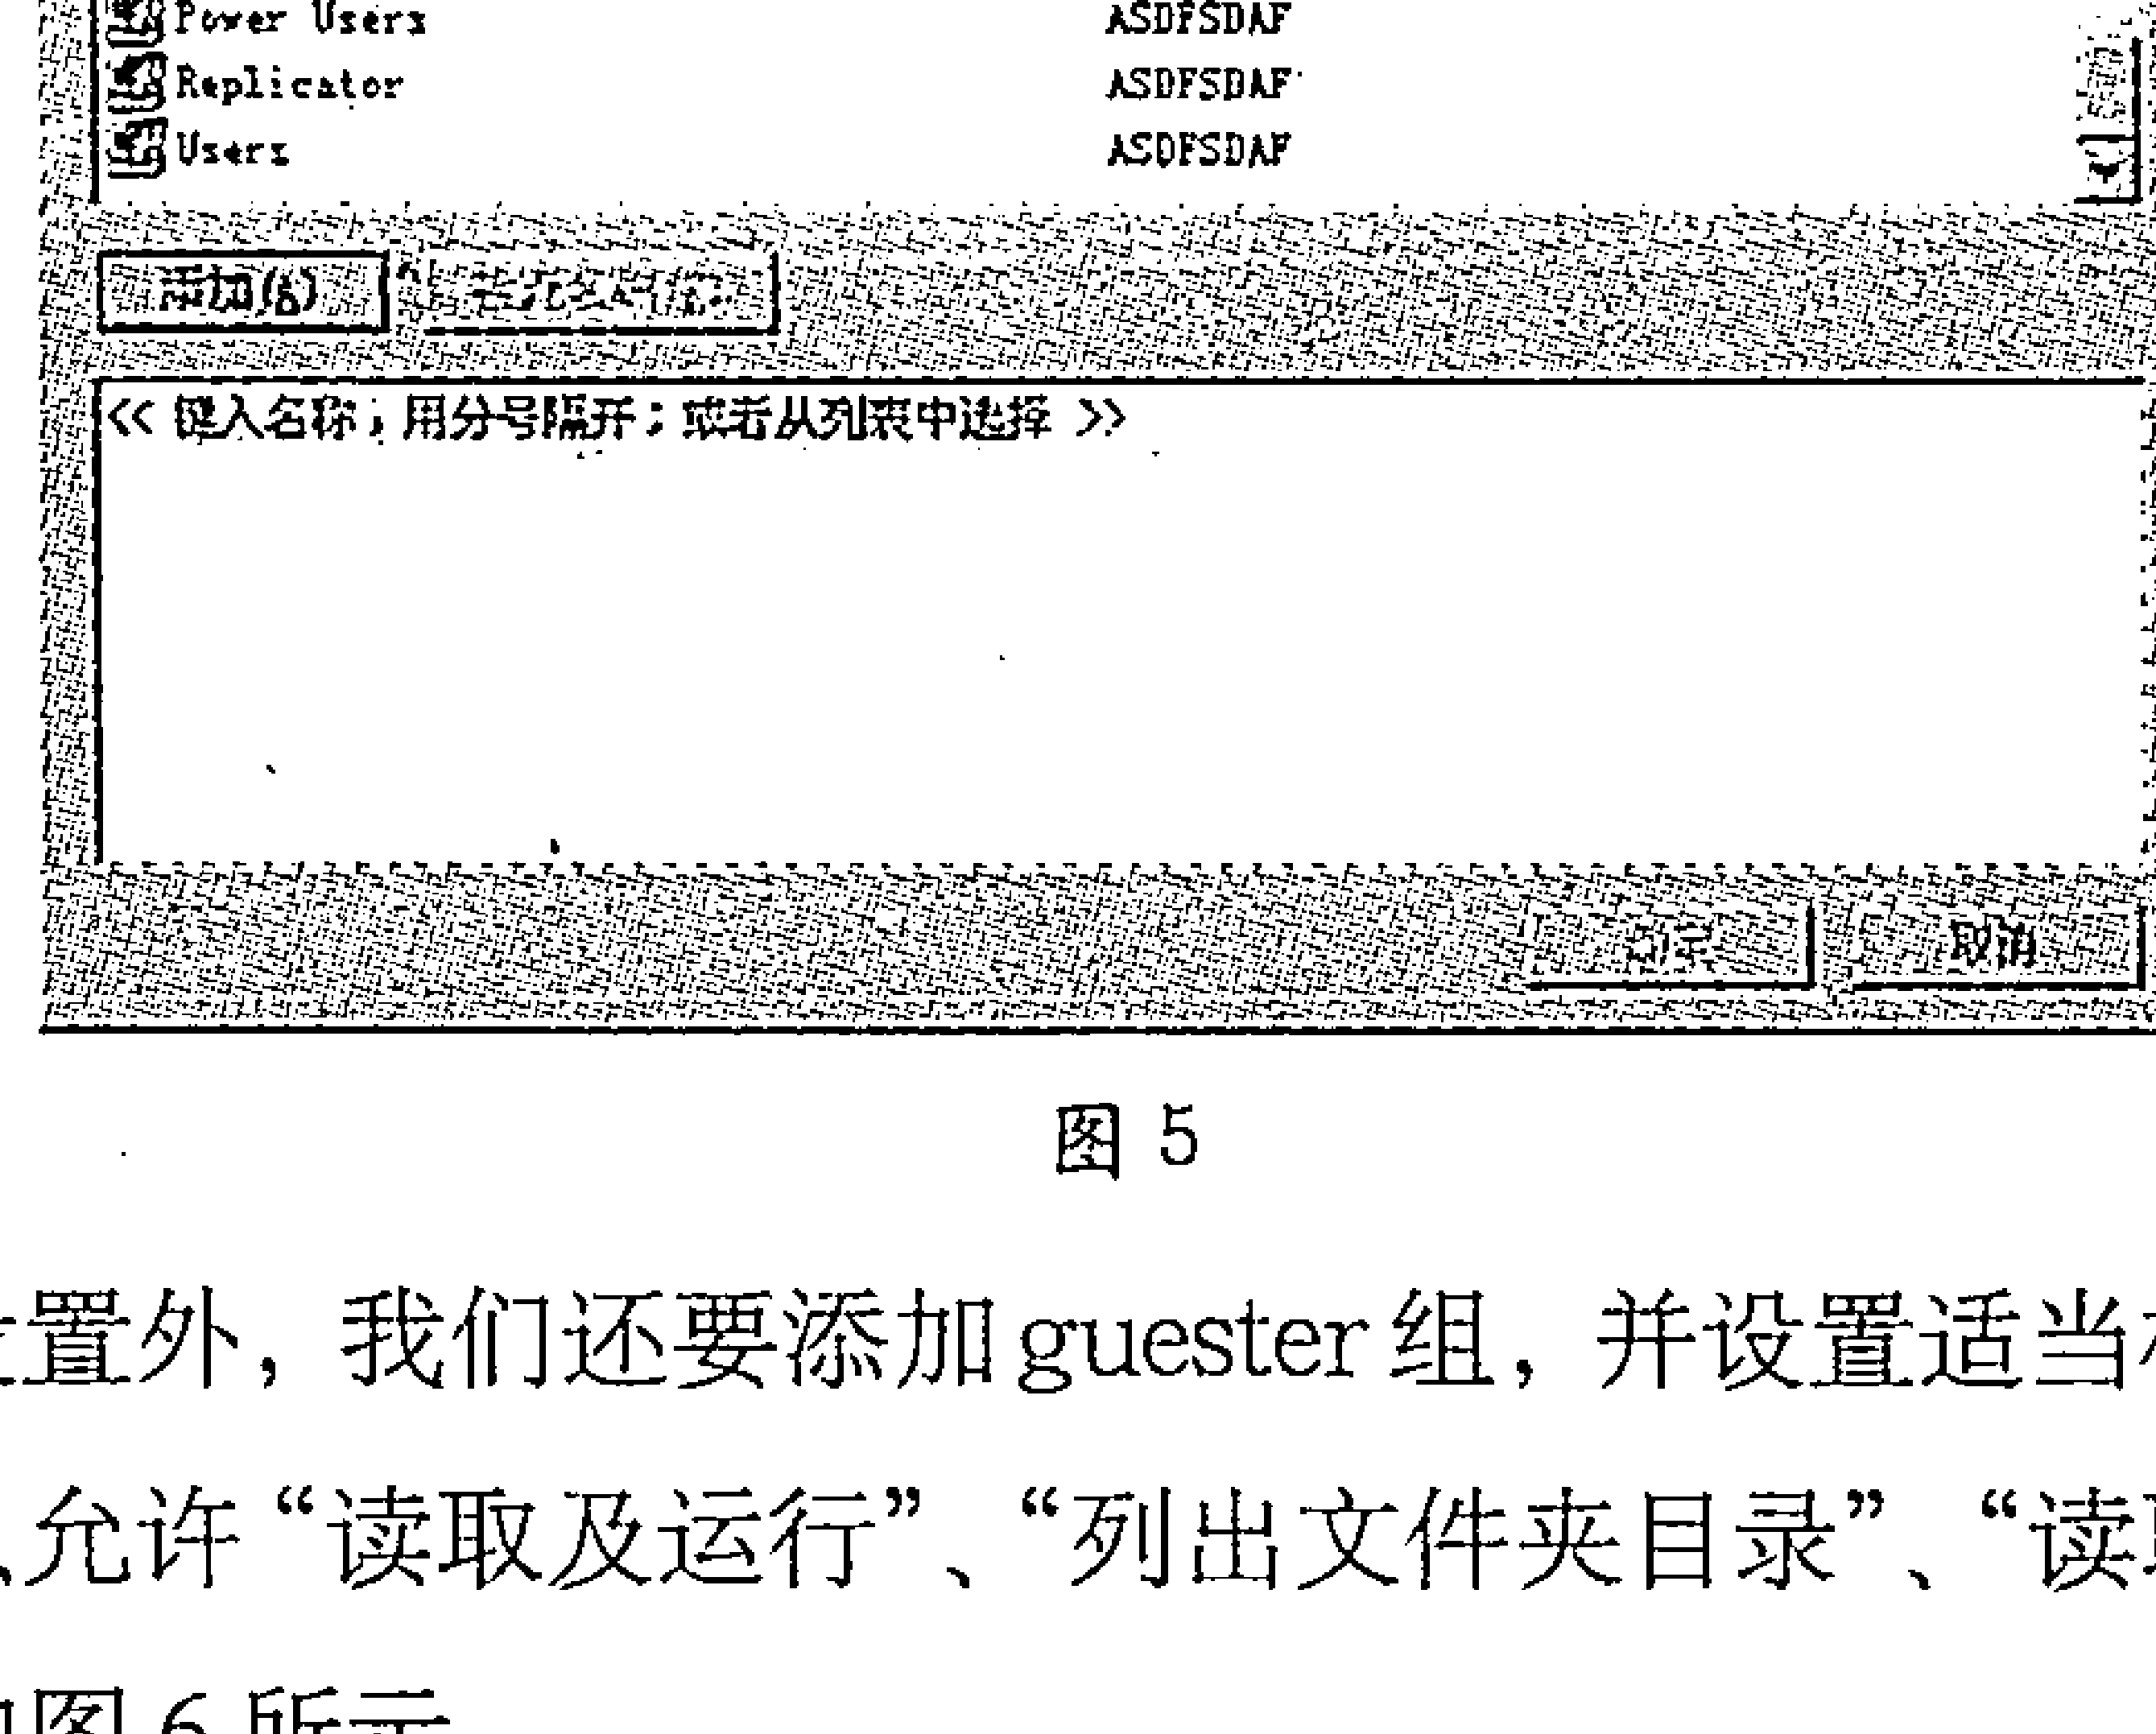 Power Users ASDFSDAF
Replicator ASDFSDAF
Users ASDFSDAF
添加(A)
<< 键入名称，用分号隔开；或者从列表中选择 >>
取消
图 5
置外，我们还要添加guester组，并设置适当
允许“读取及运行”、“列出文件夹目录”、“读
图 6 所示